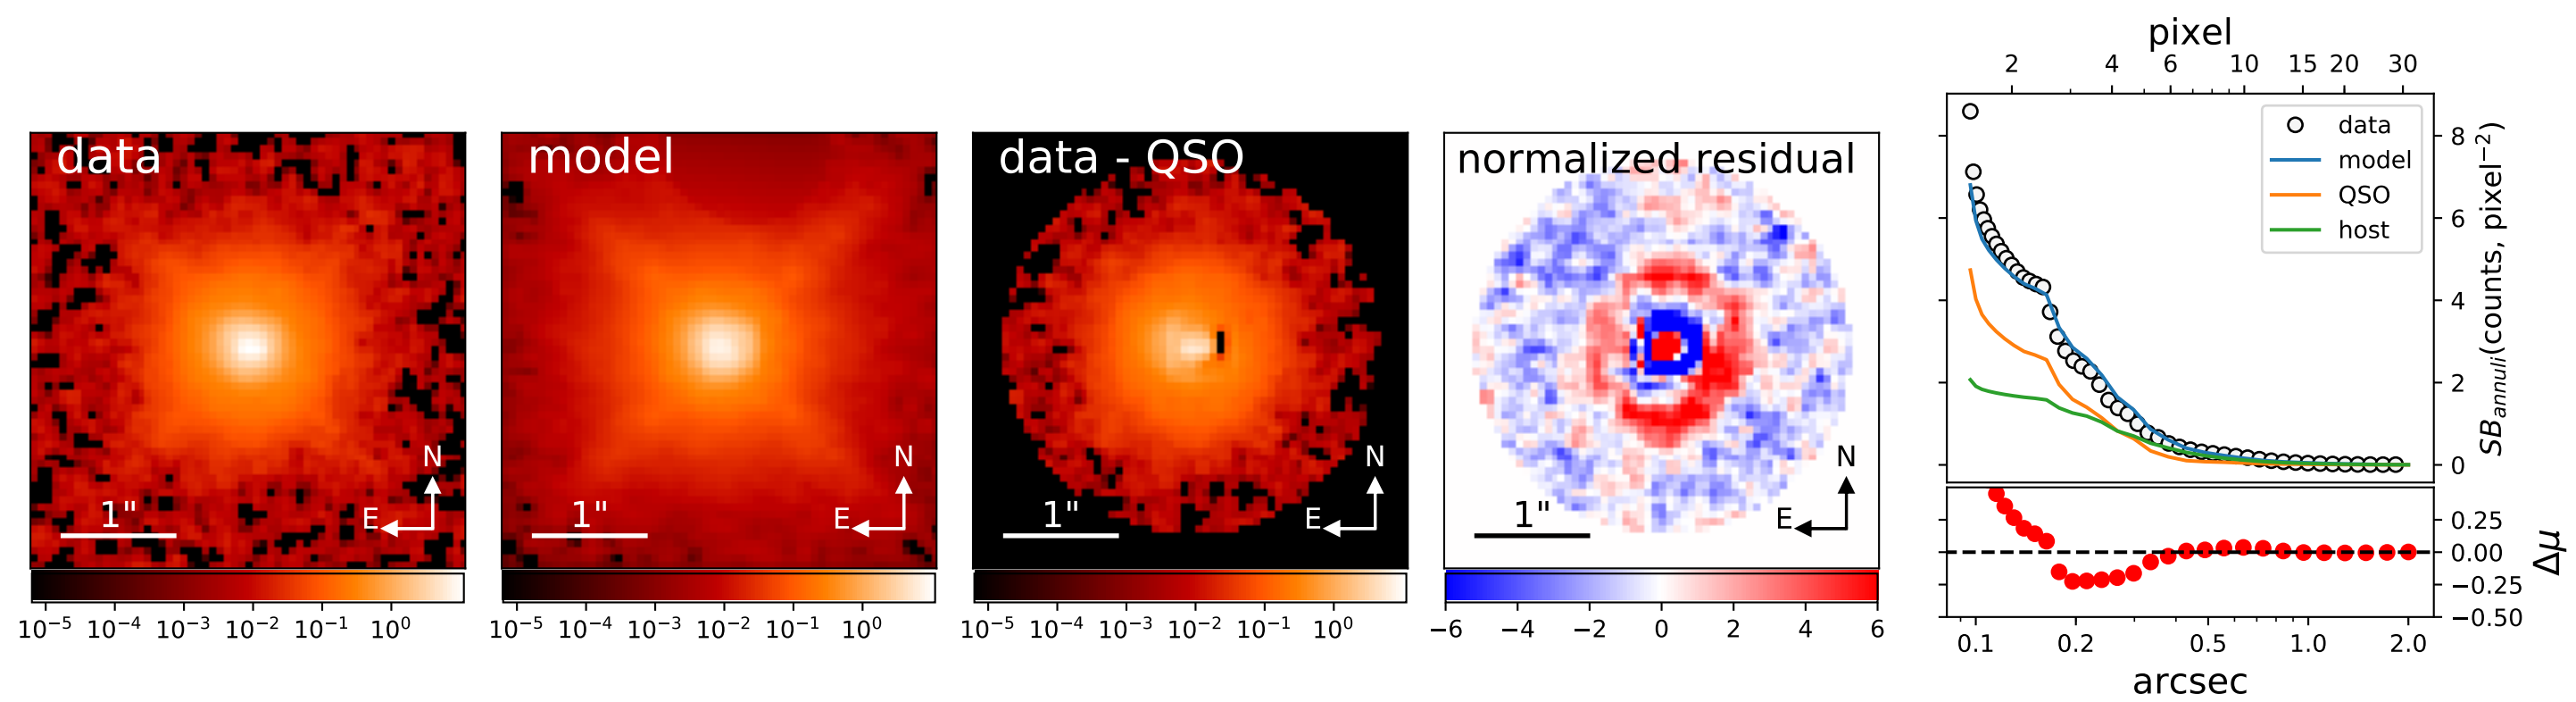 data
N
E
1"
10⁻⁵ 10⁻⁴ 10⁻³ 10⁻² 10⁻¹ 10⁰
model
N
E
1"
10⁻⁵ 10⁻⁴ 10⁻³ 10⁻² 10⁻¹ 10⁰
data - QSO
N
E
1"
10⁻⁵ 10⁻⁴ 10⁻³ 10⁻² 10⁻¹ 10⁰
normalized residual
N
E
1"
−6 −4 −2 0 2 4 6
pixel
2 4 6 10 15 20 30
data
model
QSO
host
8
6
4
2
0
SB_annuli(counts, pixel⁻²)
0.25
0.00
−0.25
−0.50
Δμ
0.1 0.2 0.5 1.0 2.0
arcsec